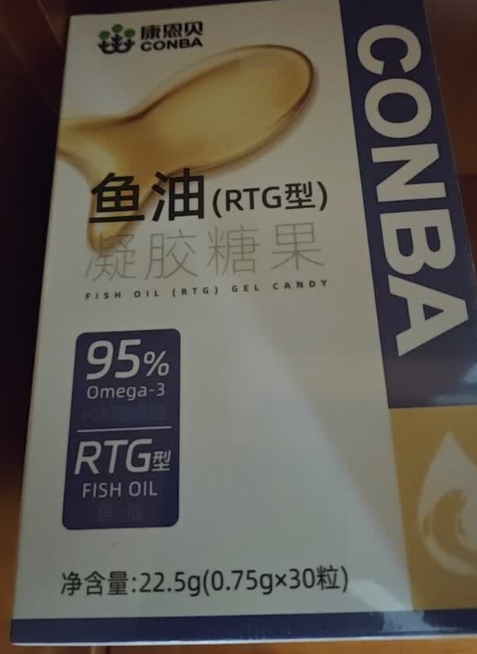 康恩贝
CONBA
CONBA
鱼油(RTG型)
凝胶糖果
FISH OIL (RTG) GEL CANDY
95%
Omega-3
RTG型
FISH OIL
净含量:22.5g(0.75g×30粒)